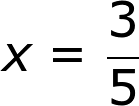 x = 3/5